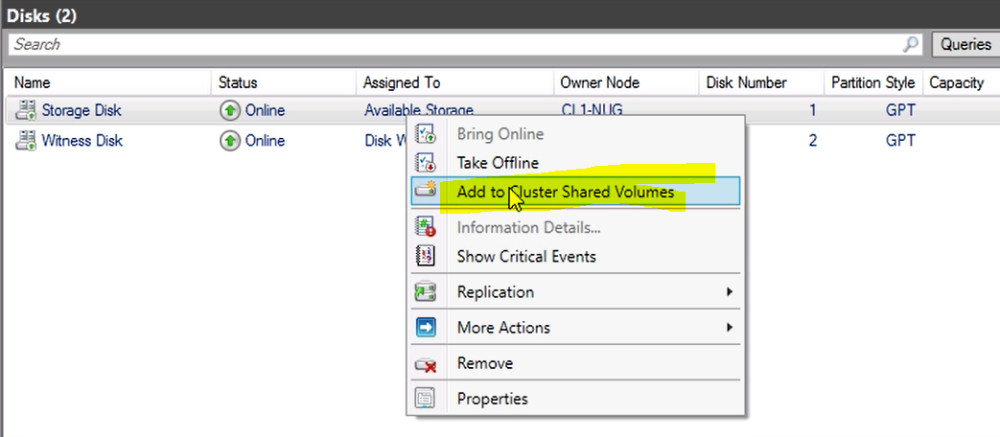 Disks (2)
Search
Queries
Name Status Assigned To Owner Node Disk Number Partition Style Capacity
Storage Disk Online Available Storage CL1-NUG 1 GPT
Witness Disk Online Disk 2 GPT
Bring Online
Take Offline
Add to Cluster Shared Volumes
Information Details...
Show Critical Events
Replication
More Actions
Remove
Properties